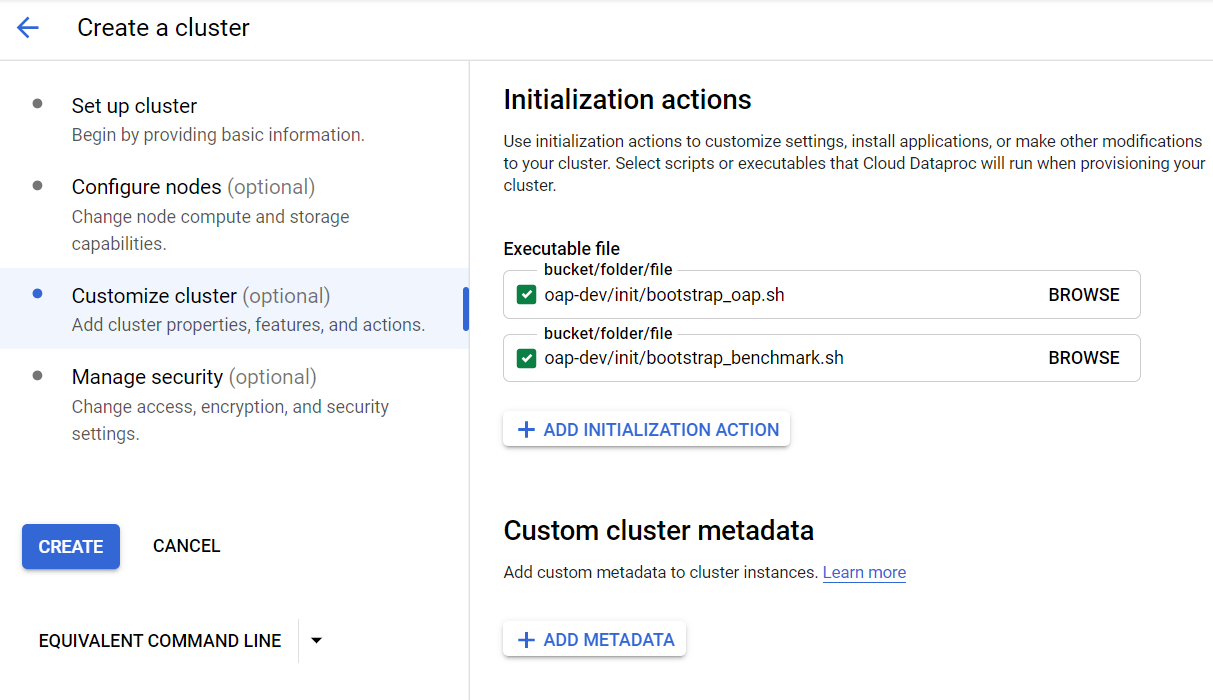 Create a cluster
Set up cluster
Begin by providing basic information.
Configure nodes (optional)
Change node compute and storage
capabilities.
Customize cluster (optional)
Add cluster properties, features, and actions.
Manage security (optional)
Change access, encryption, and security
settings.
CREATE
CANCEL
EQUIVALENT COMMAND LINE
Initialization actions
Use initialization actions to customize settings, install applications, or make other modifications
to your cluster. Select scripts or executables that Cloud Dataproc will run when provisioning your
cluster.
Executable file
bucket/folder/file
oap-dev/init/bootstrap_oap.sh
BROWSE
bucket/folder/file
oap-dev/init/bootstrap_benchmark.sh
BROWSE
ADD INITIALIZATION ACTION
Custom cluster metadata
Add custom metadata to cluster instances. Learn more
ADD METADATA